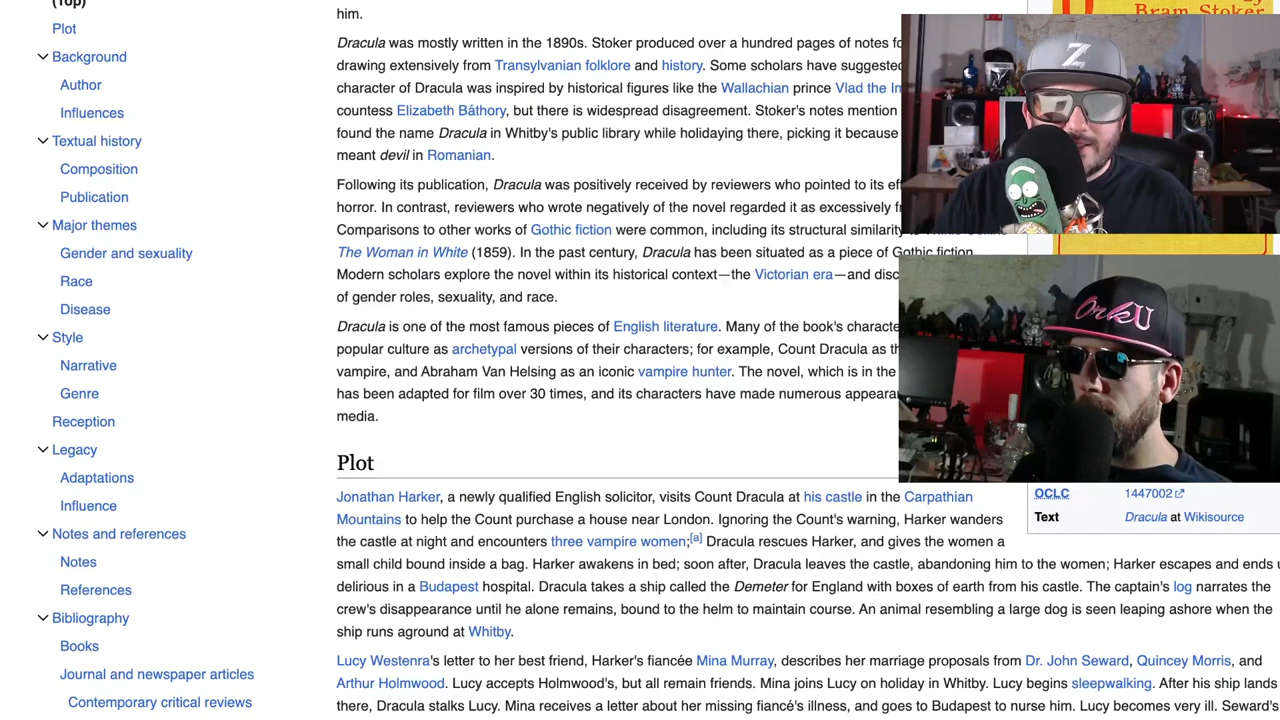 (Top)
Plot
Background
Author
Influences
Textual history
Composition
Publication
Major themes
Gender and sexuality
Race
Disease
Style
Narrative
Genre
Reception
Legacy
Adaptations
Influence
Notes and references
Notes
References
Bibliography
Books
Journal and newspaper articles
Contemporary critical reviews
him.
Dracula was mostly written in the 1890s. Stoker produced over a hundred pages of notes
drawing extensively from Transylvanian folklore and history. Some scholars have suggested
character of Dracula was inspired by historical figures like the Wallachian prince Vlad the
countess Elizabeth Báthory, but there is widespread disagreement. Stoker's notes mention
found the name Dracula in Whitby's public library while holidaying there, picking it because
meant devil in Romanian.
Following its publication, Dracula was positively received by reviewers who pointed to its
horror. In contrast, reviewers who wrote negatively of the novel regarded it as excessively
Comparisons to other works of Gothic fiction were common, including its structural similarity
The Woman in White (1859). In the past century, Dracula has been situated as a piece of Gothic fiction.
Modern scholars explore the novel within its historical context—the Victorian era—and
of gender roles, sexuality, and race.
Dracula is one of the most famous pieces of English literature. Many of the book's
popular culture as archetypal versions of their characters; for example, Count Dracula as
vampire, and Abraham Van Helsing as an iconic vampire hunter. The novel, which is in the
has been adapted for film over 30 times, and its characters have made numerous
media.
Plot
Jonathan Harker, a newly qualified English solicitor, visits Count Dracula at his castle in the Carpathian
Mountains to help the Count purchase a house near London. Ignoring the Count's warning, Harker wanders
the castle at night and encounters three vampire women;[a] Dracula rescues Harker, and gives the women a
small child bound inside a bag. Harker awakens in bed; soon after, Dracula leaves the castle, abandoning him to the women; Harker escapes and ends
delirious in a Budapest hospital. Dracula takes a ship called the Demeter for England with boxes of earth from his castle. The captain's log narrates the
crew's disappearance until he alone remains, bound to the helm to maintain course. An animal resembling a large dog is seen leaping ashore when the
ship runs aground at Whitby.
Lucy Westenra's letter to her best friend, Harker's fiancée Mina Murray, describes her marriage proposals from Dr. John Seward, Quincey Morris, and
Arthur Holmwood. Lucy accepts Holmwood's, but all remain friends. Mina joins Lucy on holiday in Whitby. Lucy begins sleepwalking. After his ship lands
there, Dracula stalks Lucy. Mina receives a letter about her missing fiancé's illness, and goes to Budapest to nurse him. Lucy becomes very ill. Seward's
by
Bram Stoker
Z
OnkU
OCLC 1447002
Text Dracula at Wikisource